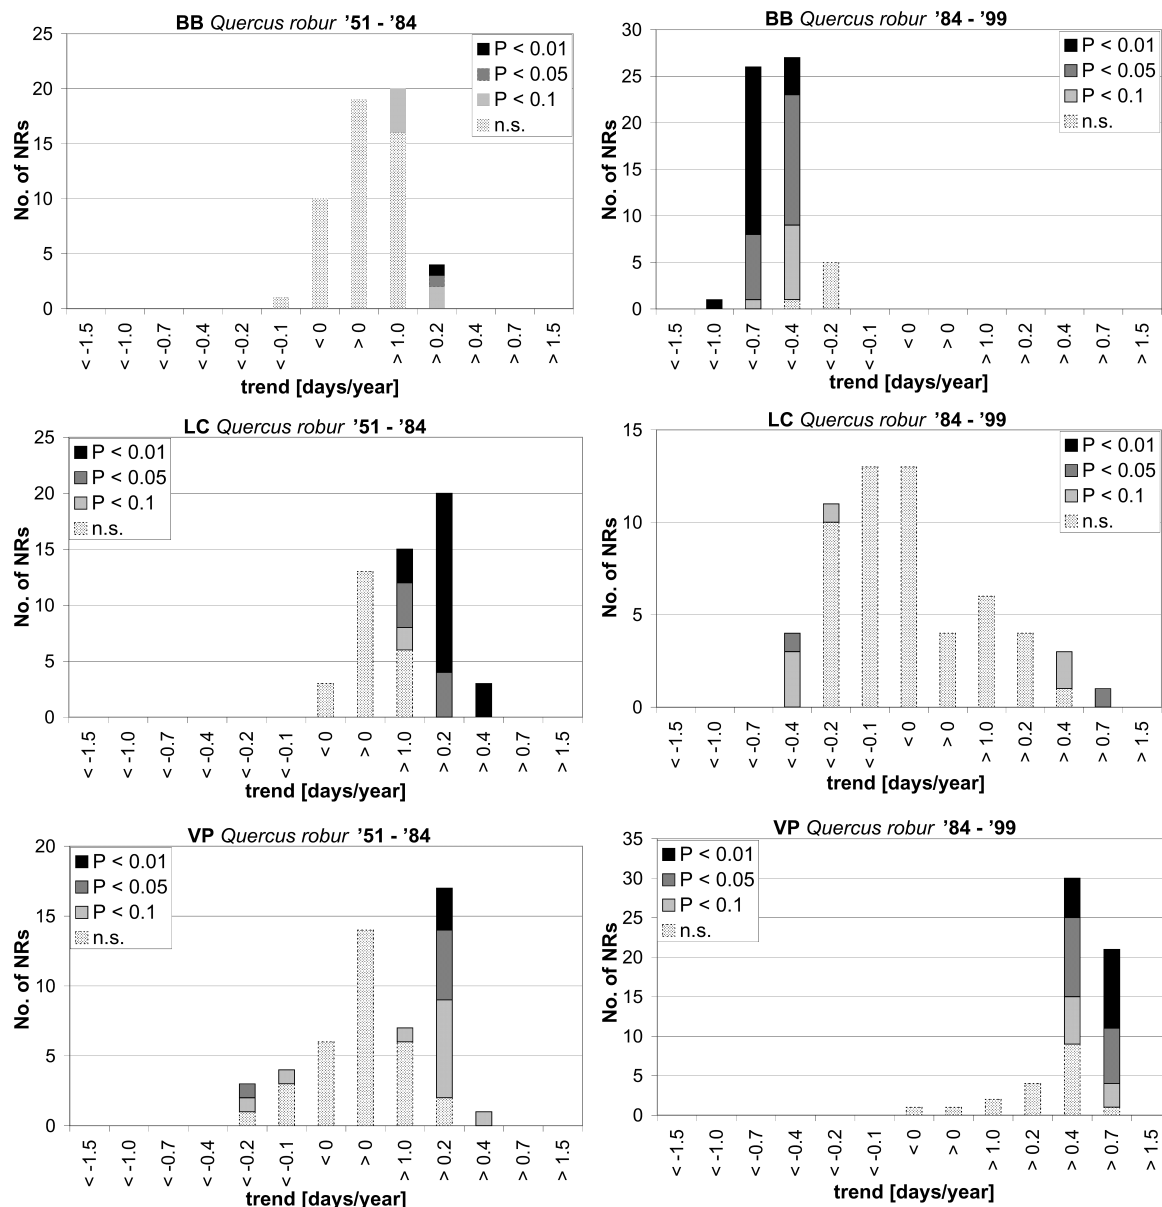 BB Quercus robur ’51 - ’84
25
20
15
10
5
0
No. of NRs
P < 0.01
P < 0.05
P < 0.1
n.s.
< -1.5
< -1.0
< -0.7
< -0.4
< -0.2
< -0.1
< 0
> 0
> 1.0
> 0.2
> 0.4
> 0.7
> 1.5
trend [days/year]
BB Quercus robur ’84 - ’99
30
25
20
15
10
5
0
No. of NRs
P < 0.01
P < 0.05
P < 0.1
n.s.
< -1.5
< -1.0
< -0.7
< -0.4
< -0.2
< -0.1
< 0
> 0
> 1.0
> 0.2
> 0.4
> 0.7
> 1.5
trend [days/year]
LC Quercus robur ’51 - ’84
25
20
15
10
5
0
No. of NRs
P < 0.01
P < 0.05
P < 0.1
n.s.
< -1.5
< -1.0
< -0.7
< -0.4
< -0.2
< -0.1
< 0
> 0
> 1.0
> 0.2
> 0.4
> 0.7
> 1.5
trend [days/year]
LC Quercus robur ’84 - ’99
15
10
5
0
No. of NRs
P < 0.01
P < 0.05
P < 0.1
n.s.
< -1.5
< -1.0
< -0.7
< -0.4
< -0.2
< -0.1
< 0
> 0
> 1.0
> 0.2
> 0.4
> 0.7
> 1.5
trend [days/year]
VP Quercus robur ’51 - ’84
20
15
10
5
0
No. of NRs
P < 0.01
P < 0.05
P < 0.1
n.s.
< -1.5
< -1.0
< -0.7
< -0.4
< -0.2
< -0.1
< 0
> 0
> 1.0
> 0.2
> 0.4
> 0.7
> 1.5
trend [days/year]
VP Quercus robur ’84 - ’99
35
30
25
20
15
10
5
0
No. of NRs
P < 0.01
P < 0.05
P < 0.1
n.s.
< -1.5
< -1.0
< -0.7
< -0.4
< -0.2
< -0.1
< 0
> 0
> 1.0
> 0.2
> 0.4
> 0.7
> 1.5
trend [days/year]